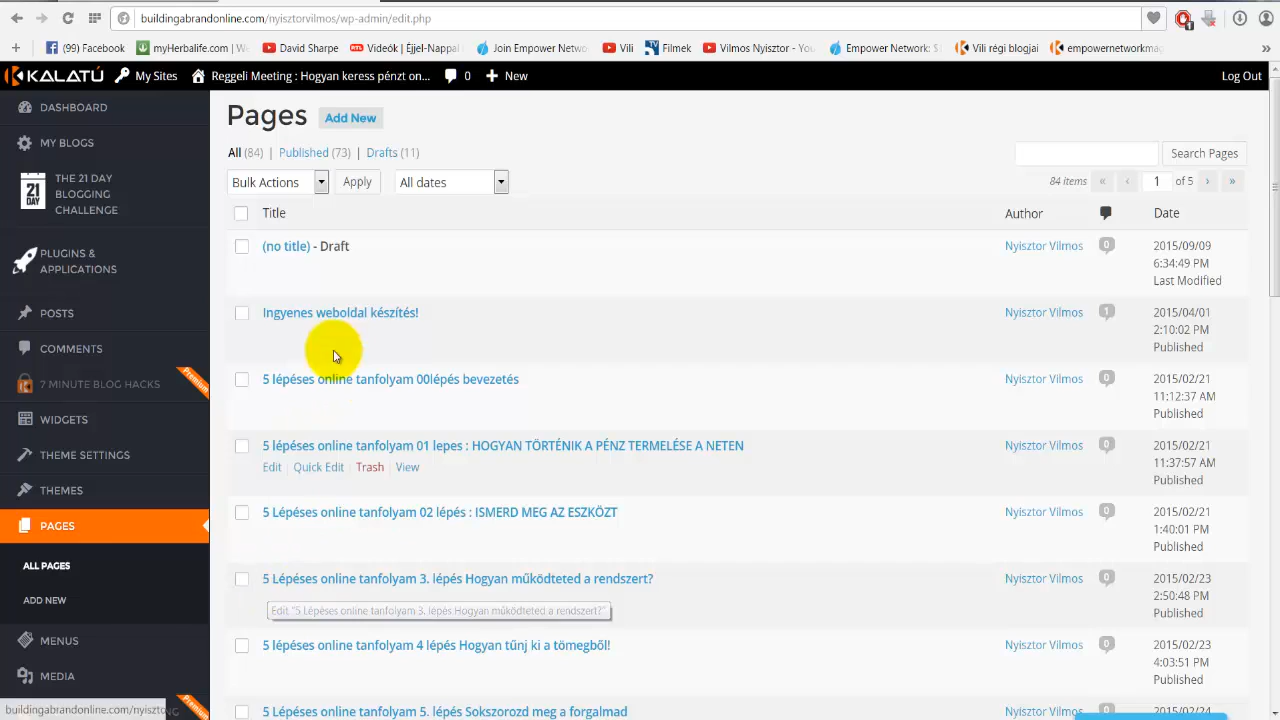 buildingabrandonline.com/nyisztorvilmos/wp-admin/edit.php
(99) Facebook
myHerbalife.com | W
David Sharpe
Videók | Éjjel-Nappal
Join Empower Netwo
Vili
Filmek
Vilmos Nyisztor - You
Empower Network: S
Vili régi blogjai
empowernetworkmag
KALATÚ
My Sites
Reggeli Meeting : Hogyan keress pénzt on...
0
New
Log Out
DASHBOARD
MY BLOGS
21 DAY
THE 21 DAY
BLOGGING
CHALLENGE
PLUGINS &
APPLICATIONS
POSTS
COMMENTS
7 MINUTE BLOG HACKS
Premium
WIDGETS
THEME SETTINGS
THEMES
PAGES
ALL PAGES
ADD NEW
MENUS
MEDIA
buildingabrandonline.com/nyiszto
Pages Add New
All (84) | Published (73) | Drafts (11)
Search Pages
Bulk Actions Apply All dates
84 items « ‹ 1 of 5 › »
Title Author Date
(no title) - Draft Nyisztor Vilmos 0 2015/09/09
6:34:49 PM
Last Modified
Ingyenes weboldal készítés! Nyisztor Vilmos 1 2015/04/01
2:10:02 PM
Published
5 lépéses online tanfolyam 00lépés bevezetés Nyisztor Vilmos 0 2015/02/21
11:12:37 AM
Published
5 lépéses online tanfolyam 01 lepes : HOGYAN TÖRTÉNIK A PÉNZ TERMELÉSE A NETEN Nyisztor Vilmos 0 2015/02/21
Edit | Quick Edit | Trash | View
11:37:57 AM
Published
5 Lépéses online tanfolyam 02 lépés : ISMERD MEG AZ ESZKÖZT Nyisztor Vilmos 0 2015/02/21
1:40:01 PM
Published
5 Lépéses online tanfolyam 3. lépés Hogyan működteted a rendszert? Nyisztor Vilmos 0 2015/02/23
2:50:48 PM
Edit "5 Lépéses online tanfolyam 3. lépés Hogyan működteted a rendszert?"
Published
5 lépéses online tanfolyam 4 lépés Hogyan tűnj ki a tömegből! Nyisztor Vilmos 0 2015/02/23
4:03:51 PM
Published
5 Lépéses online tanfolyam 5. lépés Sokszorozd meg a forgalmad Nyisztor Vilmos 0 2015/02/24